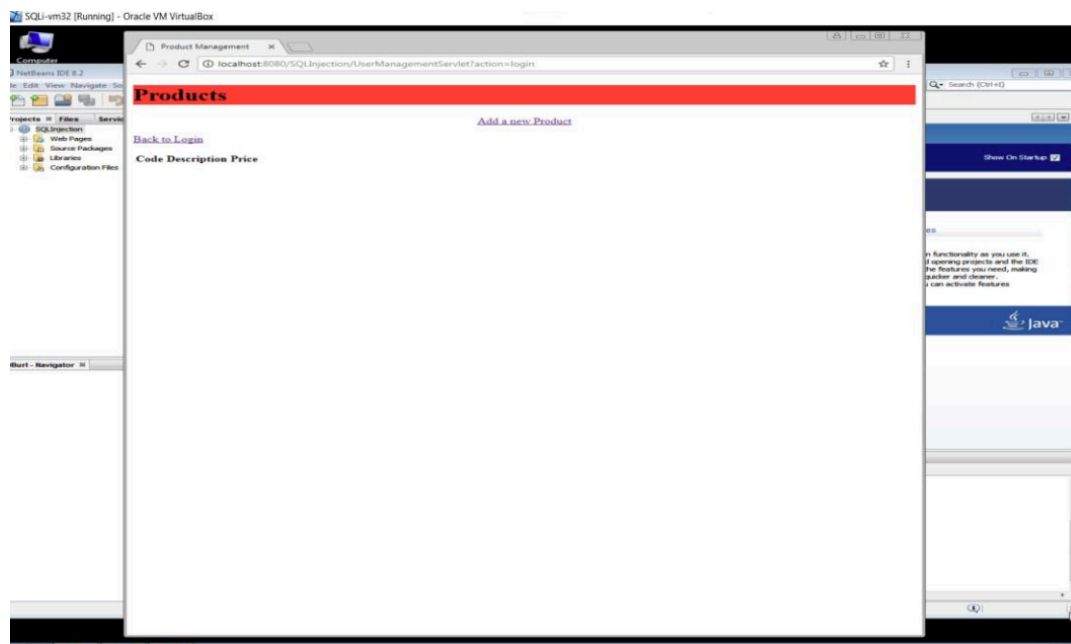 SQLi-vm32 [Running] - Oracle VM VirtualBox
Computer
NetBeans IDE 8.2
Edit View Navigate
Search (Ctrl+I)
Projects Files
SQLInjection
Web Pages
Source Packages
Libraries
Configuration Files
Navigator
Product Management
localhost:8080/SQLInjection/UserManagementServlet?action=login
Products
Add a new Product
Back to Login
Code Description Price
Show On Startup
n functionality as you use it.
opening projects and the IDE
the features you need, making
quicker and cleaner.
can activate features
Java